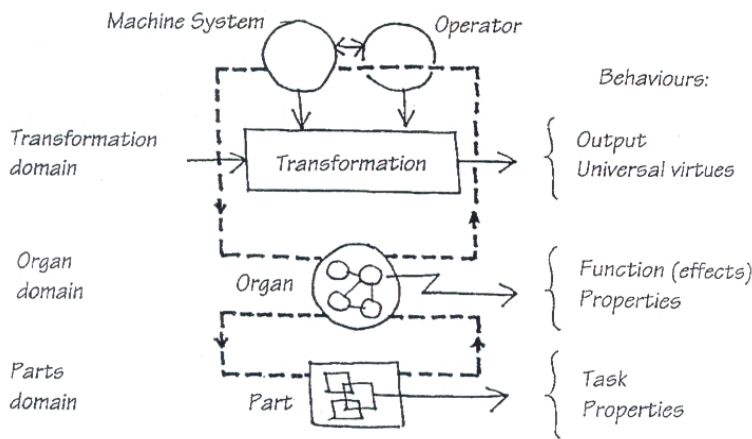 Machine System
Operator
Behaviours:
Transformation
domain
Transformation
Output
Universal virtues
Organ
domain
Organ
Function (effects)
Properties
Parts
domain
Part
Task
Properties